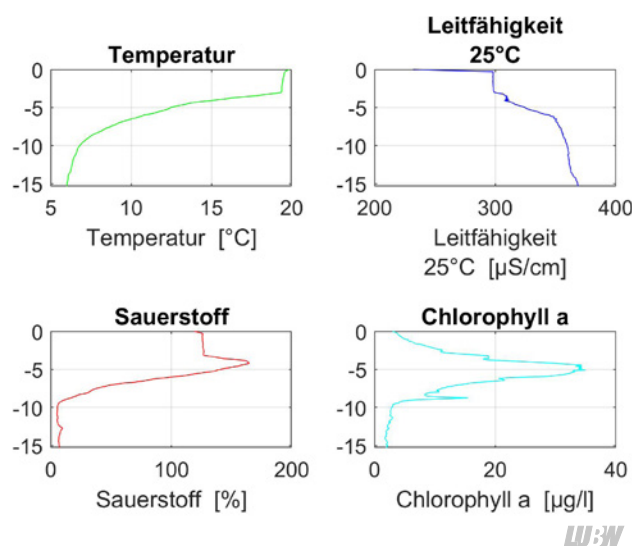 Temperatur
0
-5
-10
-15
5
10
15
20
Temperatur [°C]
Leitfähigkeit
25°C
0
-5
-10
-15
200
300
400
Leitfähigkeit
25°C [µS/cm]
Sauerstoff
0
-5
-10
-15
0
100
200
Sauerstoff [%]
Chlorophyll a
0
-5
-10
-15
0
20
40
Chlorophyll a [µg/l]
LUBW